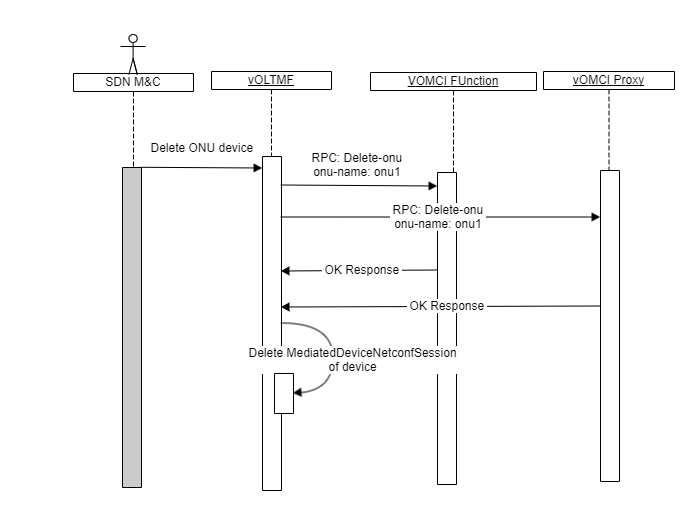 SDN M&C
vOLTMF
VOMCI FUnction
vOMCI Proxy
Delete ONU device
RPC: Delete-onu
onu-name: onu1
RPC: Delete-onu
onu-name: onu1
OK Response
OK Response
Delete MediatedDeviceNetconfSession
of device